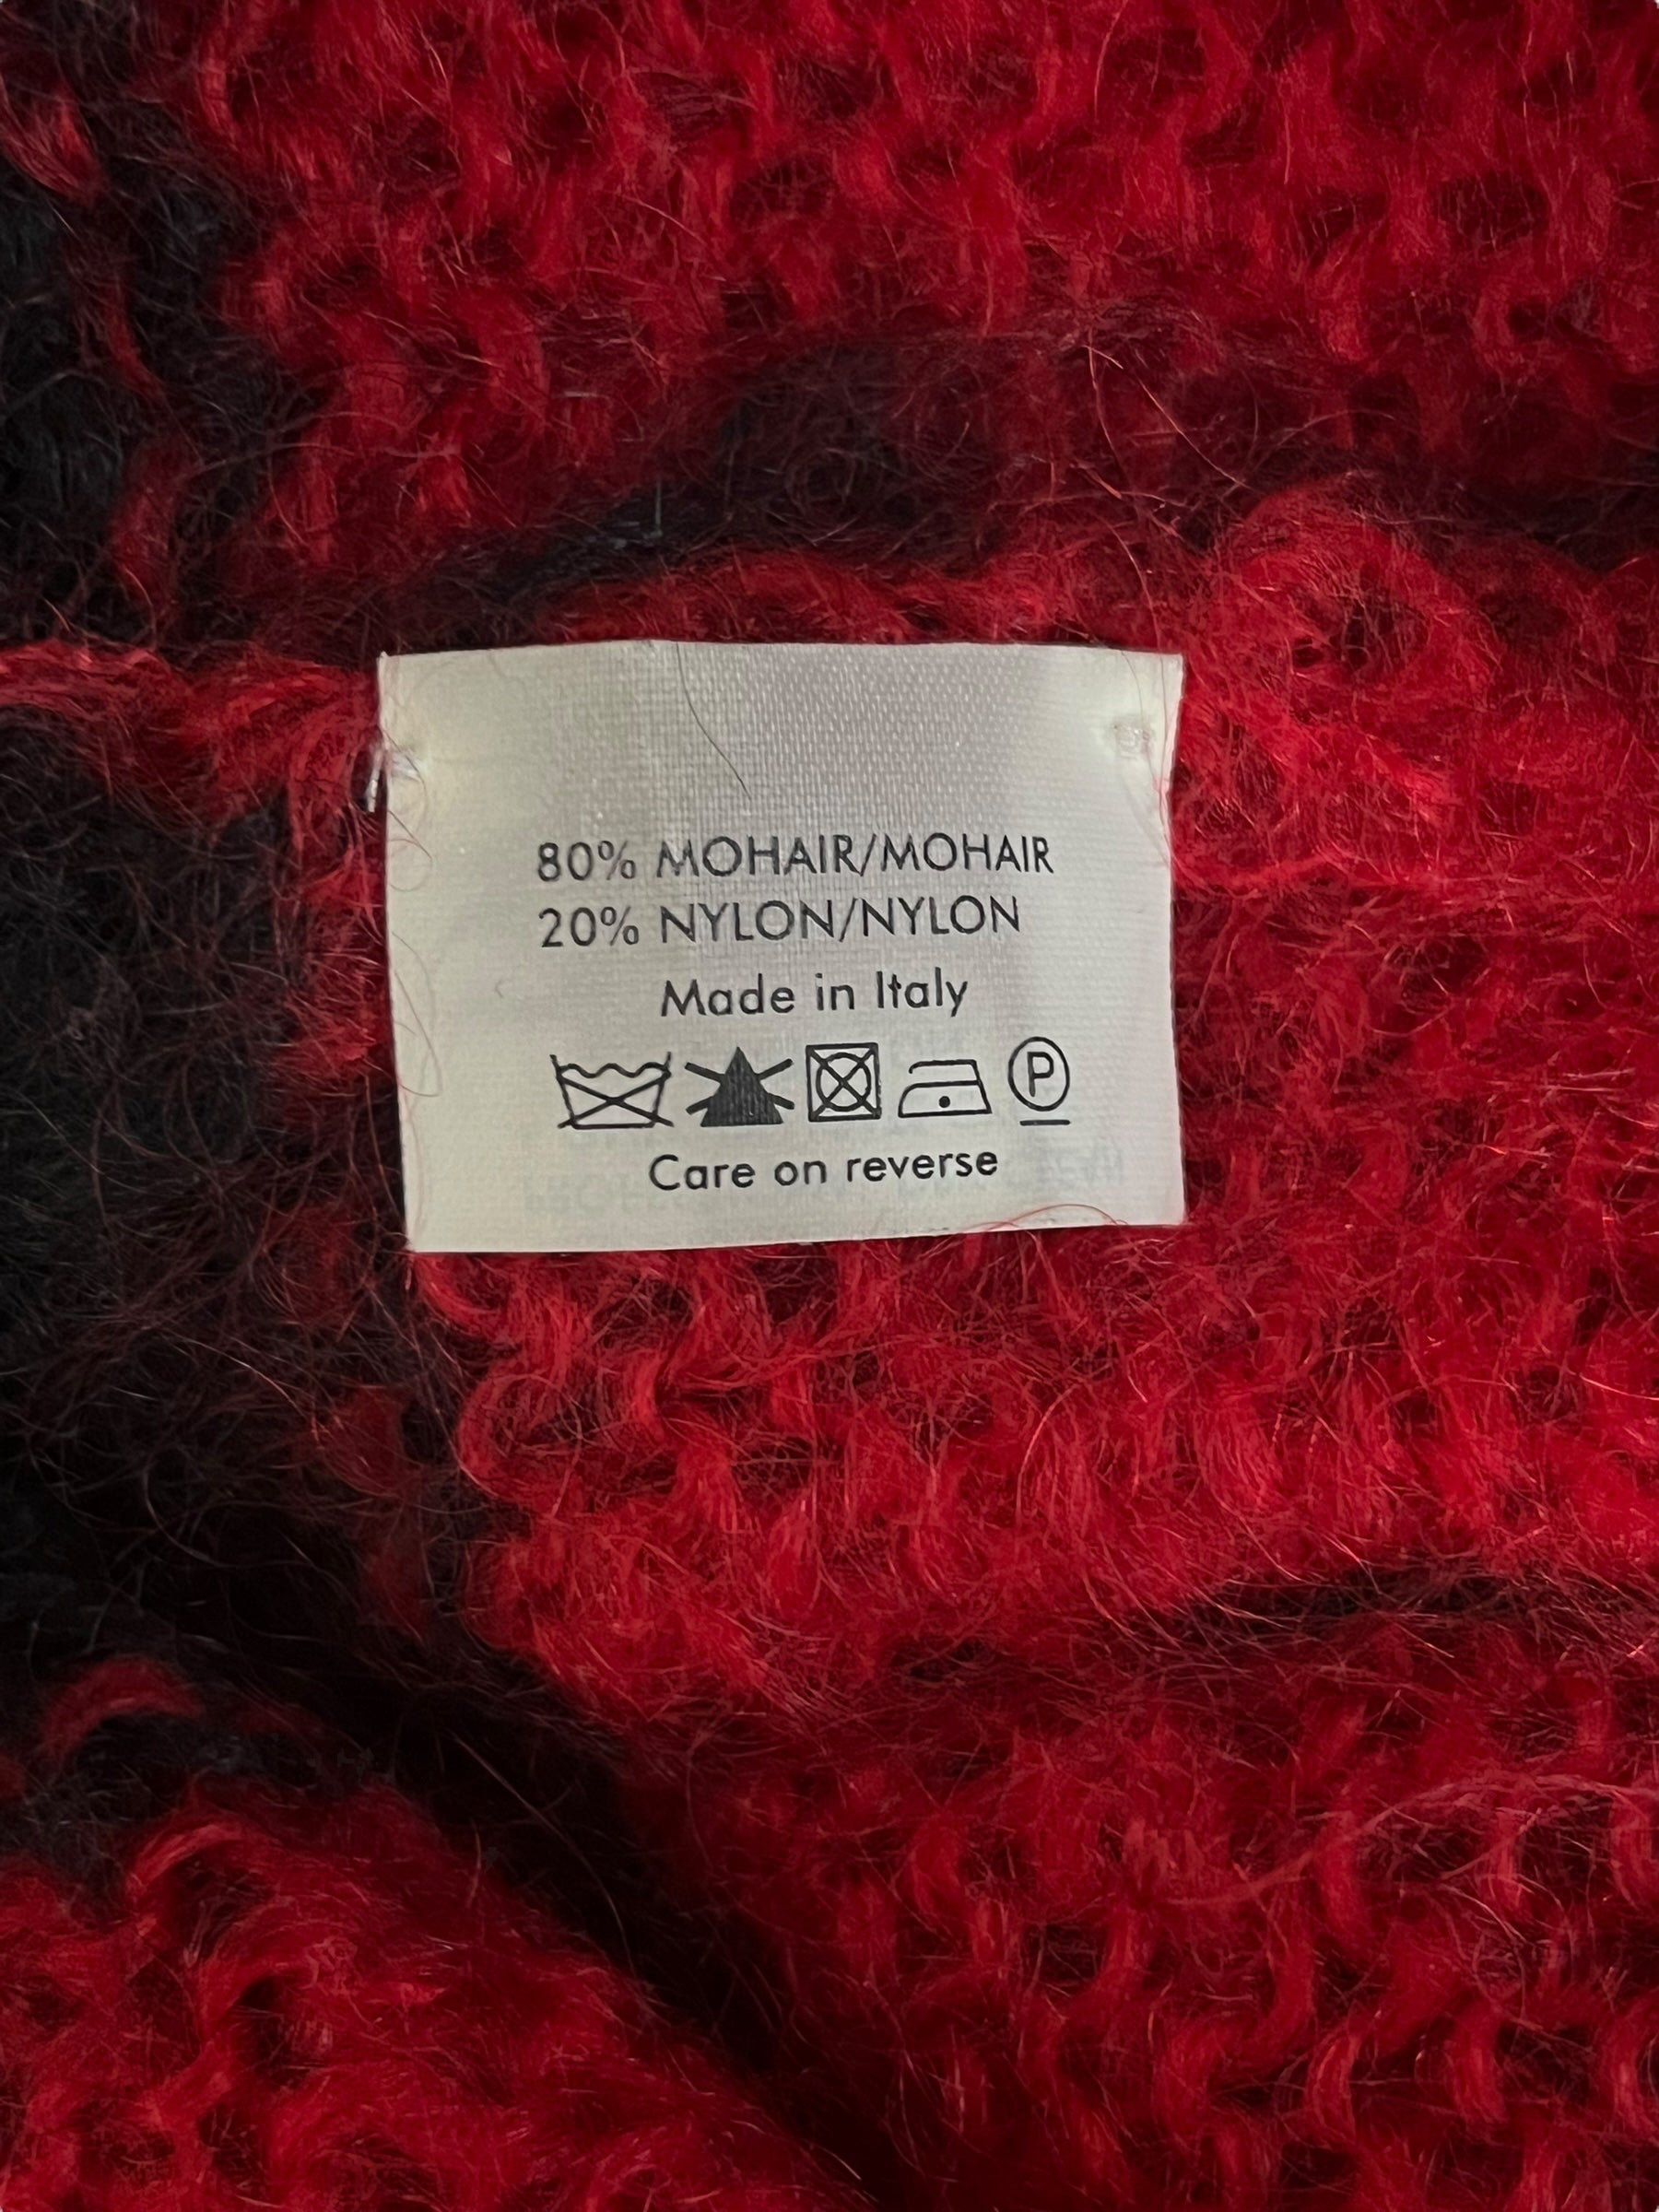 80% MOHAIR/MOHAIR
20% NYLON/NYLON
Made in Italy
P
Care on reverse